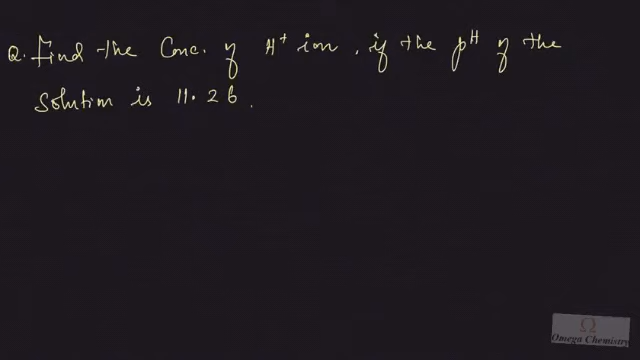 Q. Find the Conc. of H⁺ ion, if the pH of the
Solution is 11.26.
Ω
Omega Chemistry